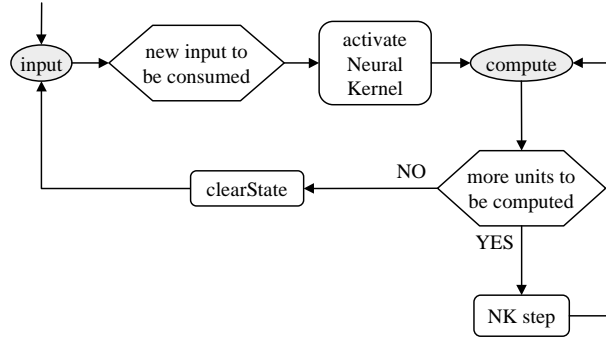 input
new input to
be consumed
activate
Neural
Kernel
compute
NO
clearState
more units to
be computed
YES
NK step